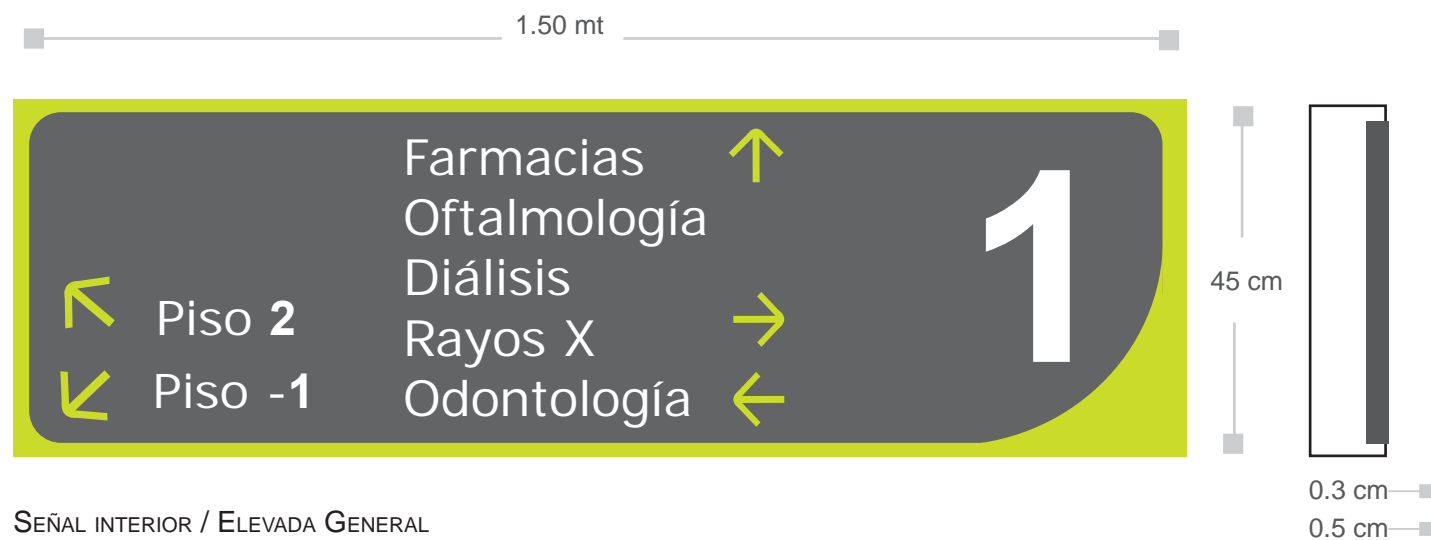 1.50 mt
Farmacias
Oftalmología
Diálisis
Rayos X
Odontología
Piso 2
Piso -1
1
45 cm
0.3 cm
0.5 cm
Señal interior / Elevada General